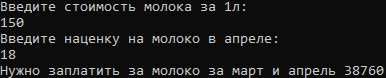 Введите стоимость молока за 1л:
150
Введите наценку на молоко в апреле:
18
Нужно заплатить за молоко за март и апрель 38760